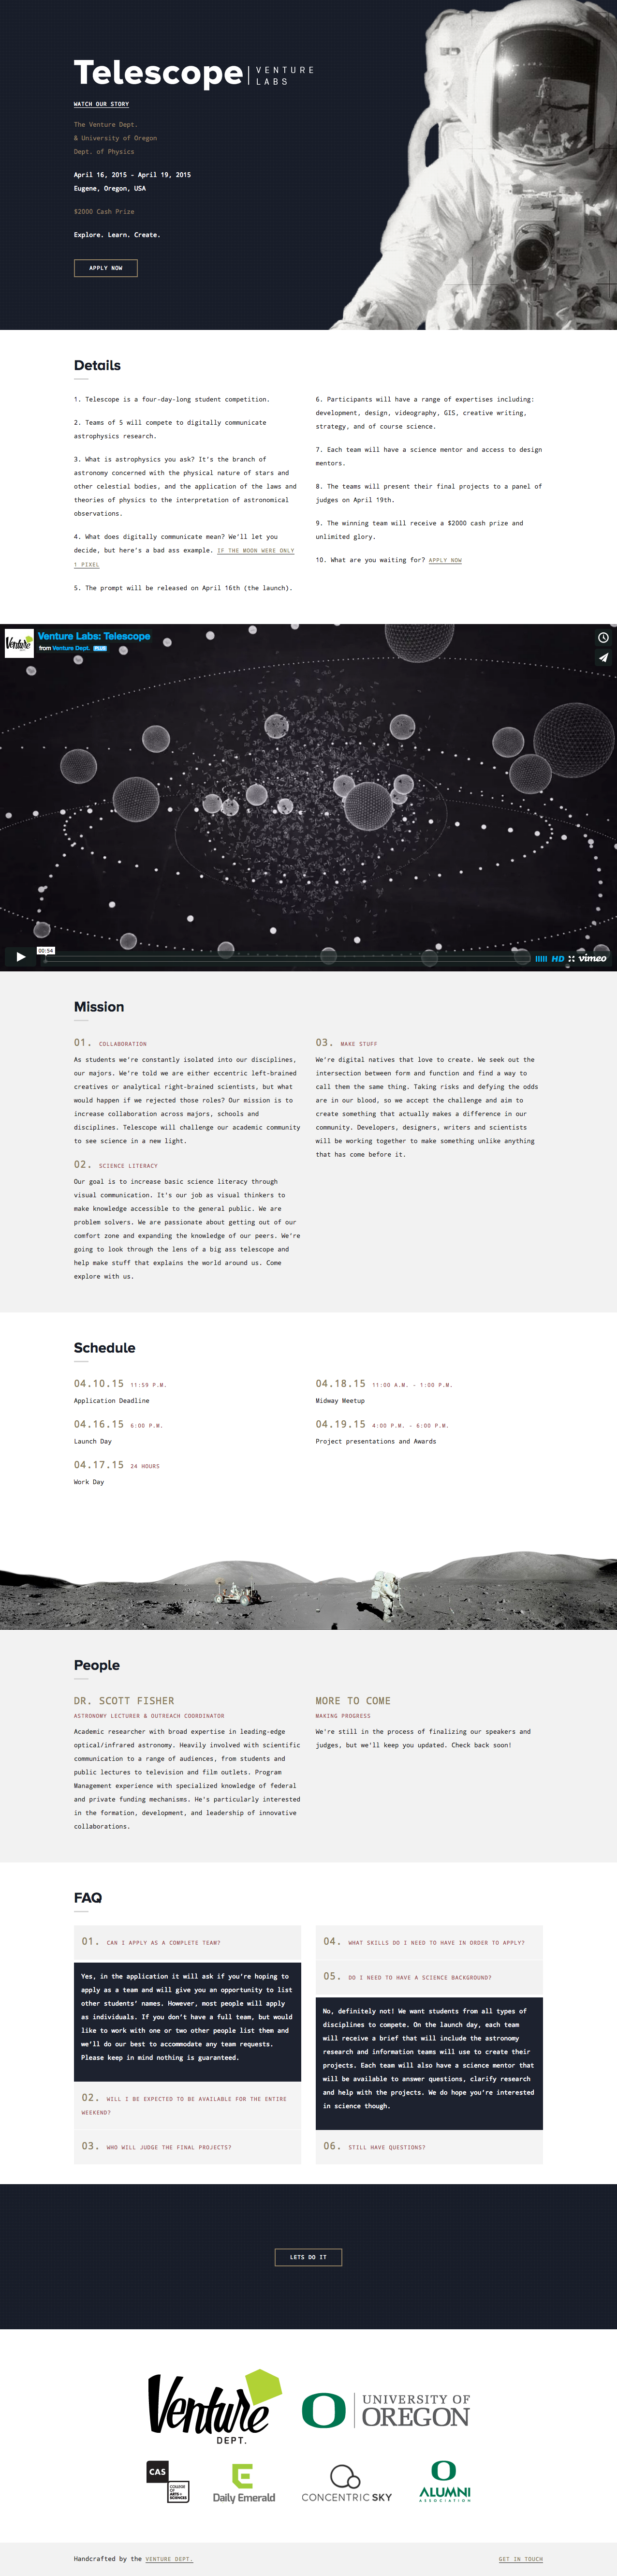 Telescope
VENTURE
LABS
WATCH OUR STORY
The Venture Dept.
& University of Oregon
Dept. of Physics
April 16, 2015 - April 19, 2015
Eugene, Oregon, USA
$2000 Cash Prize
Explore. Learn. Create.
APPLY NOW
Details
1. Telescope is a four-day-long student competition.
2. Teams of 5 will compete to digitally communicate
astrophysics research.
3. What is astrophysics you ask? It's the branch of
astronomy concerned with the physical nature of stars and
other celestial bodies, and the application of the laws and
theories of physics to the interpretation of astronomical
observations.
4. What does digitally communicate mean? We'll let you
decide, but here's a bad ass example. IF THE MOON WERE ONLY
1 PIXEL
5. The prompt will be released on April 16th (the launch).
6. Participants will have a range of expertises including:
development, design, videography, GIS, creative writing,
strategy, and of course science.
7. Each team will have a science mentor and access to design
mentors.
8. The teams will present their final projects to a panel of
judges on April 19th.
9. The winning team will receive a $2000 cash prize and
unlimited glory.
10. What are you waiting for? APPLY NOW
Venture
Venture Labs: Telescope
from Venture Dept. PLUS
00:54
HD
vimeo
Mission
01. COLLABORATION
As students we're constantly isolated into our disciplines,
our majors. We're told we are either eccentric left-brained
creatives or analytical right-brained scientists, but what
would happen if we rejected those roles? Our mission is to
increase collaboration across majors, schools and
disciplines. Telescope will challenge our academic community
to see science in a new light.
02. SCIENCE LITERACY
Our goal is to increase basic science literacy through
visual communication. It's our job as visual thinkers to
make knowledge accessible to the general public. We are
problem solvers. We are passionate about getting out of our
comfort zone and expanding the knowledge of our peers. We're
going to look through the lens of a big ass telescope and
help make stuff that explains the world around us. Come
explore with us.
03. MAKE STUFF
We're digital natives that love to create. We seek out the
intersection between form and function and find a way to
call them the same thing. Taking risks and defying the odds
are in our blood, so we accept the challenge and aim to
create something that actually makes a difference in our
community. Developers, designers, writers and scientists
will be working together to make something unlike anything
that has come before it.
Schedule
04.10.15 11:59 P.M.
Application Deadline
04.16.15 6:00 P.M.
Launch Day
04.17.15 24 HOURS
Work Day
04.18.15 11:00 A.M. - 1:00 P.M.
Midway Meetup
04.19.15 4:00 P.M. - 6:00 P.M.
Project presentations and Awards
People
DR. SCOTT FISHER
ASTRONOMY LECTURER & OUTREACH COORDINATOR
Academic researcher with broad expertise in leading-edge
optical/infrared astronomy. Heavily involved with scientific
communication to a range of audiences, from students and
public lectures to television and film outlets. Program
Management experience with specialized knowledge of federal
and private funding mechanisms. He's particularly interested
in the formation, development, and leadership of innovative
collaborations.
MORE TO COME
MAKING PROGRESS
We're still in the process of finalizing our speakers and
judges, but we'll keep you updated. Check back soon!
FAQ
01. CAN I APPLY AS A COMPLETE TEAM?
Yes, in the application it will ask if you're hoping to
apply as a team and will give you an opportunity to list
other students' names. However, most people will apply
as individuals. If you don't have a full team, but would
like to work with one or two other people list them and
we'll do our best to accommodate any team requests.
Please keep in mind nothing is guaranteed.
02. WILL I BE EXPECTED TO BE AVAILABLE FOR THE ENTIRE
WEEKEND?
03. WHO WILL JUDGE THE FINAL PROJECTS?
04. WHAT SKILLS DO I NEED TO HAVE IN ORDER TO APPLY?
05. DO I NEED TO HAVE A SCIENCE BACKGROUND?
No, definitely not! We want students from all types of
disciplines to compete. On the launch day, each team
will receive a brief that will include the astronomy
research and information teams will use to create their
projects. Each team will also have a science mentor that
will be available to answer questions, clarify research
and help with the projects. We do hope you're interested
in science though.
06. STILL HAVE QUESTIONS?
LETS DO IT
Venture
DEPT.
O
UNIVERSITY OF
OREGON
CAS
COLLEGE OF
ARTS +
SCIENCES
E
Daily Emerald
CONCENTRIC SKY
O
ALUMNI
ASSOCIATION
Handcrafted by the VENTURE DEPT.
GET IN TOUCH